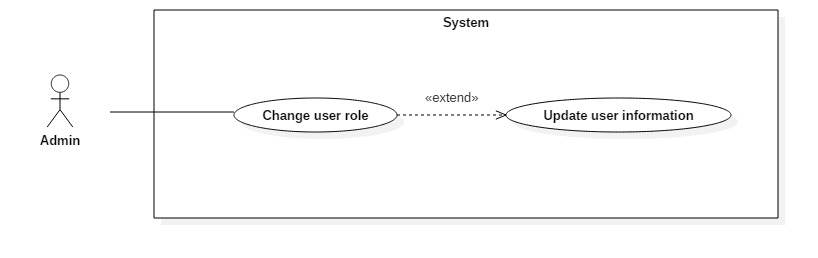 System
«extend»
Change user role
Update user information
Admin